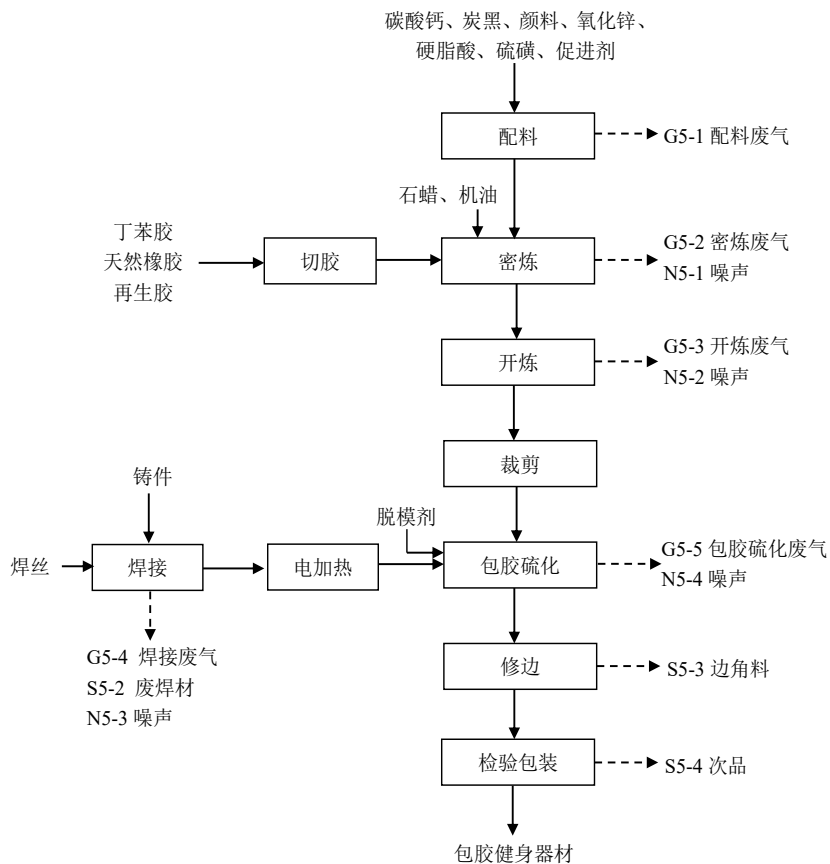 碳酸钙、炭黑、颜料、氧化锌、
硬脂酸、硫磺、促进剂
配料
G5-1 配料废气
石蜡、机油
丁苯胶
天然橡胶
再生胶
切胶
密炼
G5-2 密炼废气
N5-1 噪声
开炼
G5-3 开炼废气
N5-2 噪声
裁剪
铸件
脱模剂
焊丝
焊接
电加热
包胶硫化
G5-5 包胶硫化废气
N5-4 噪声
G5-4 焊接废气
S5-2 废焊材
N5-3 噪声
修边
S5-3 边角料
检验包装
S5-4 次品
包胶健身器材